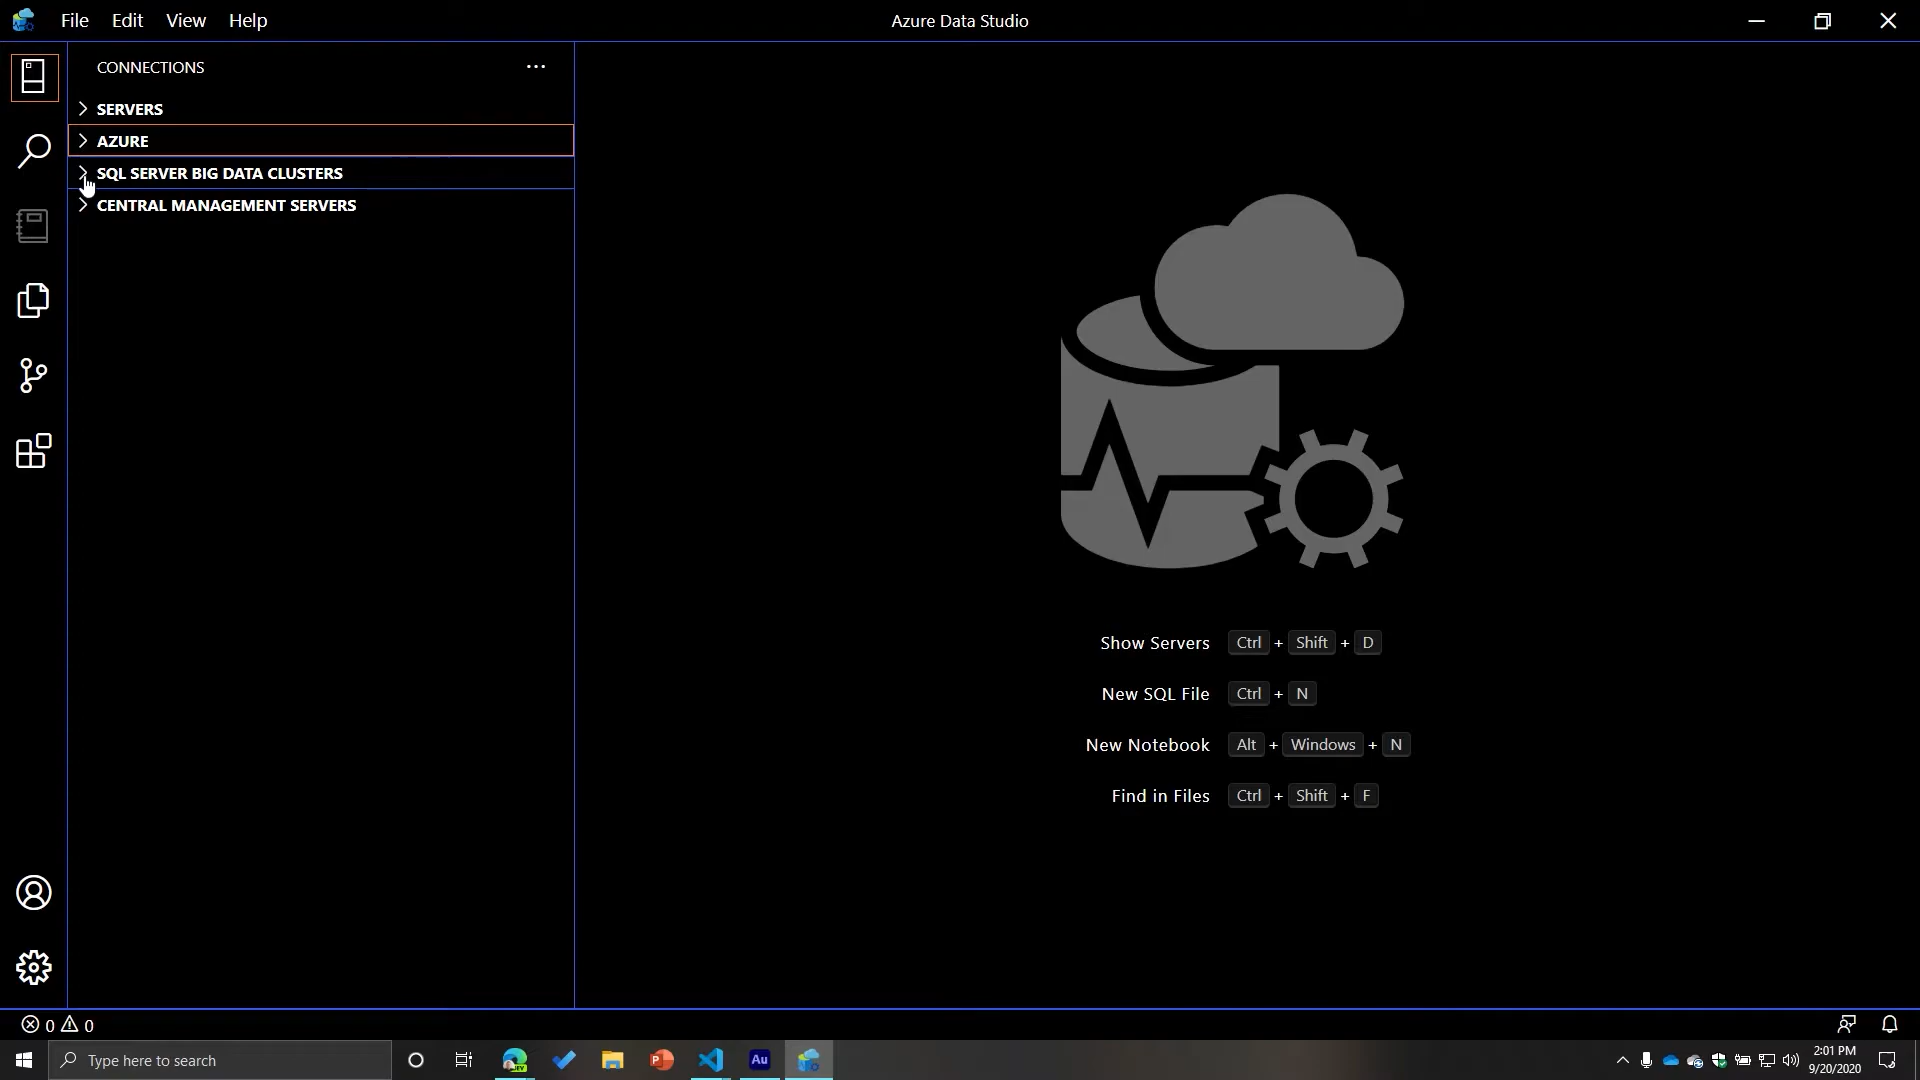 File Edit View Help
Azure Data Studio
CONNECTIONS
SERVERS
AZURE
SQL SERVER BIG DATA CLUSTERS
CENTRAL MANAGEMENT SERVERS
Show Servers Ctrl + Shift + D
New SQL File Ctrl + N
New Notebook Alt + Windows + N
Find in Files Ctrl + Shift + F
0 0
Type here to search
DEV
P
Au
2:01 PM
9/20/2020